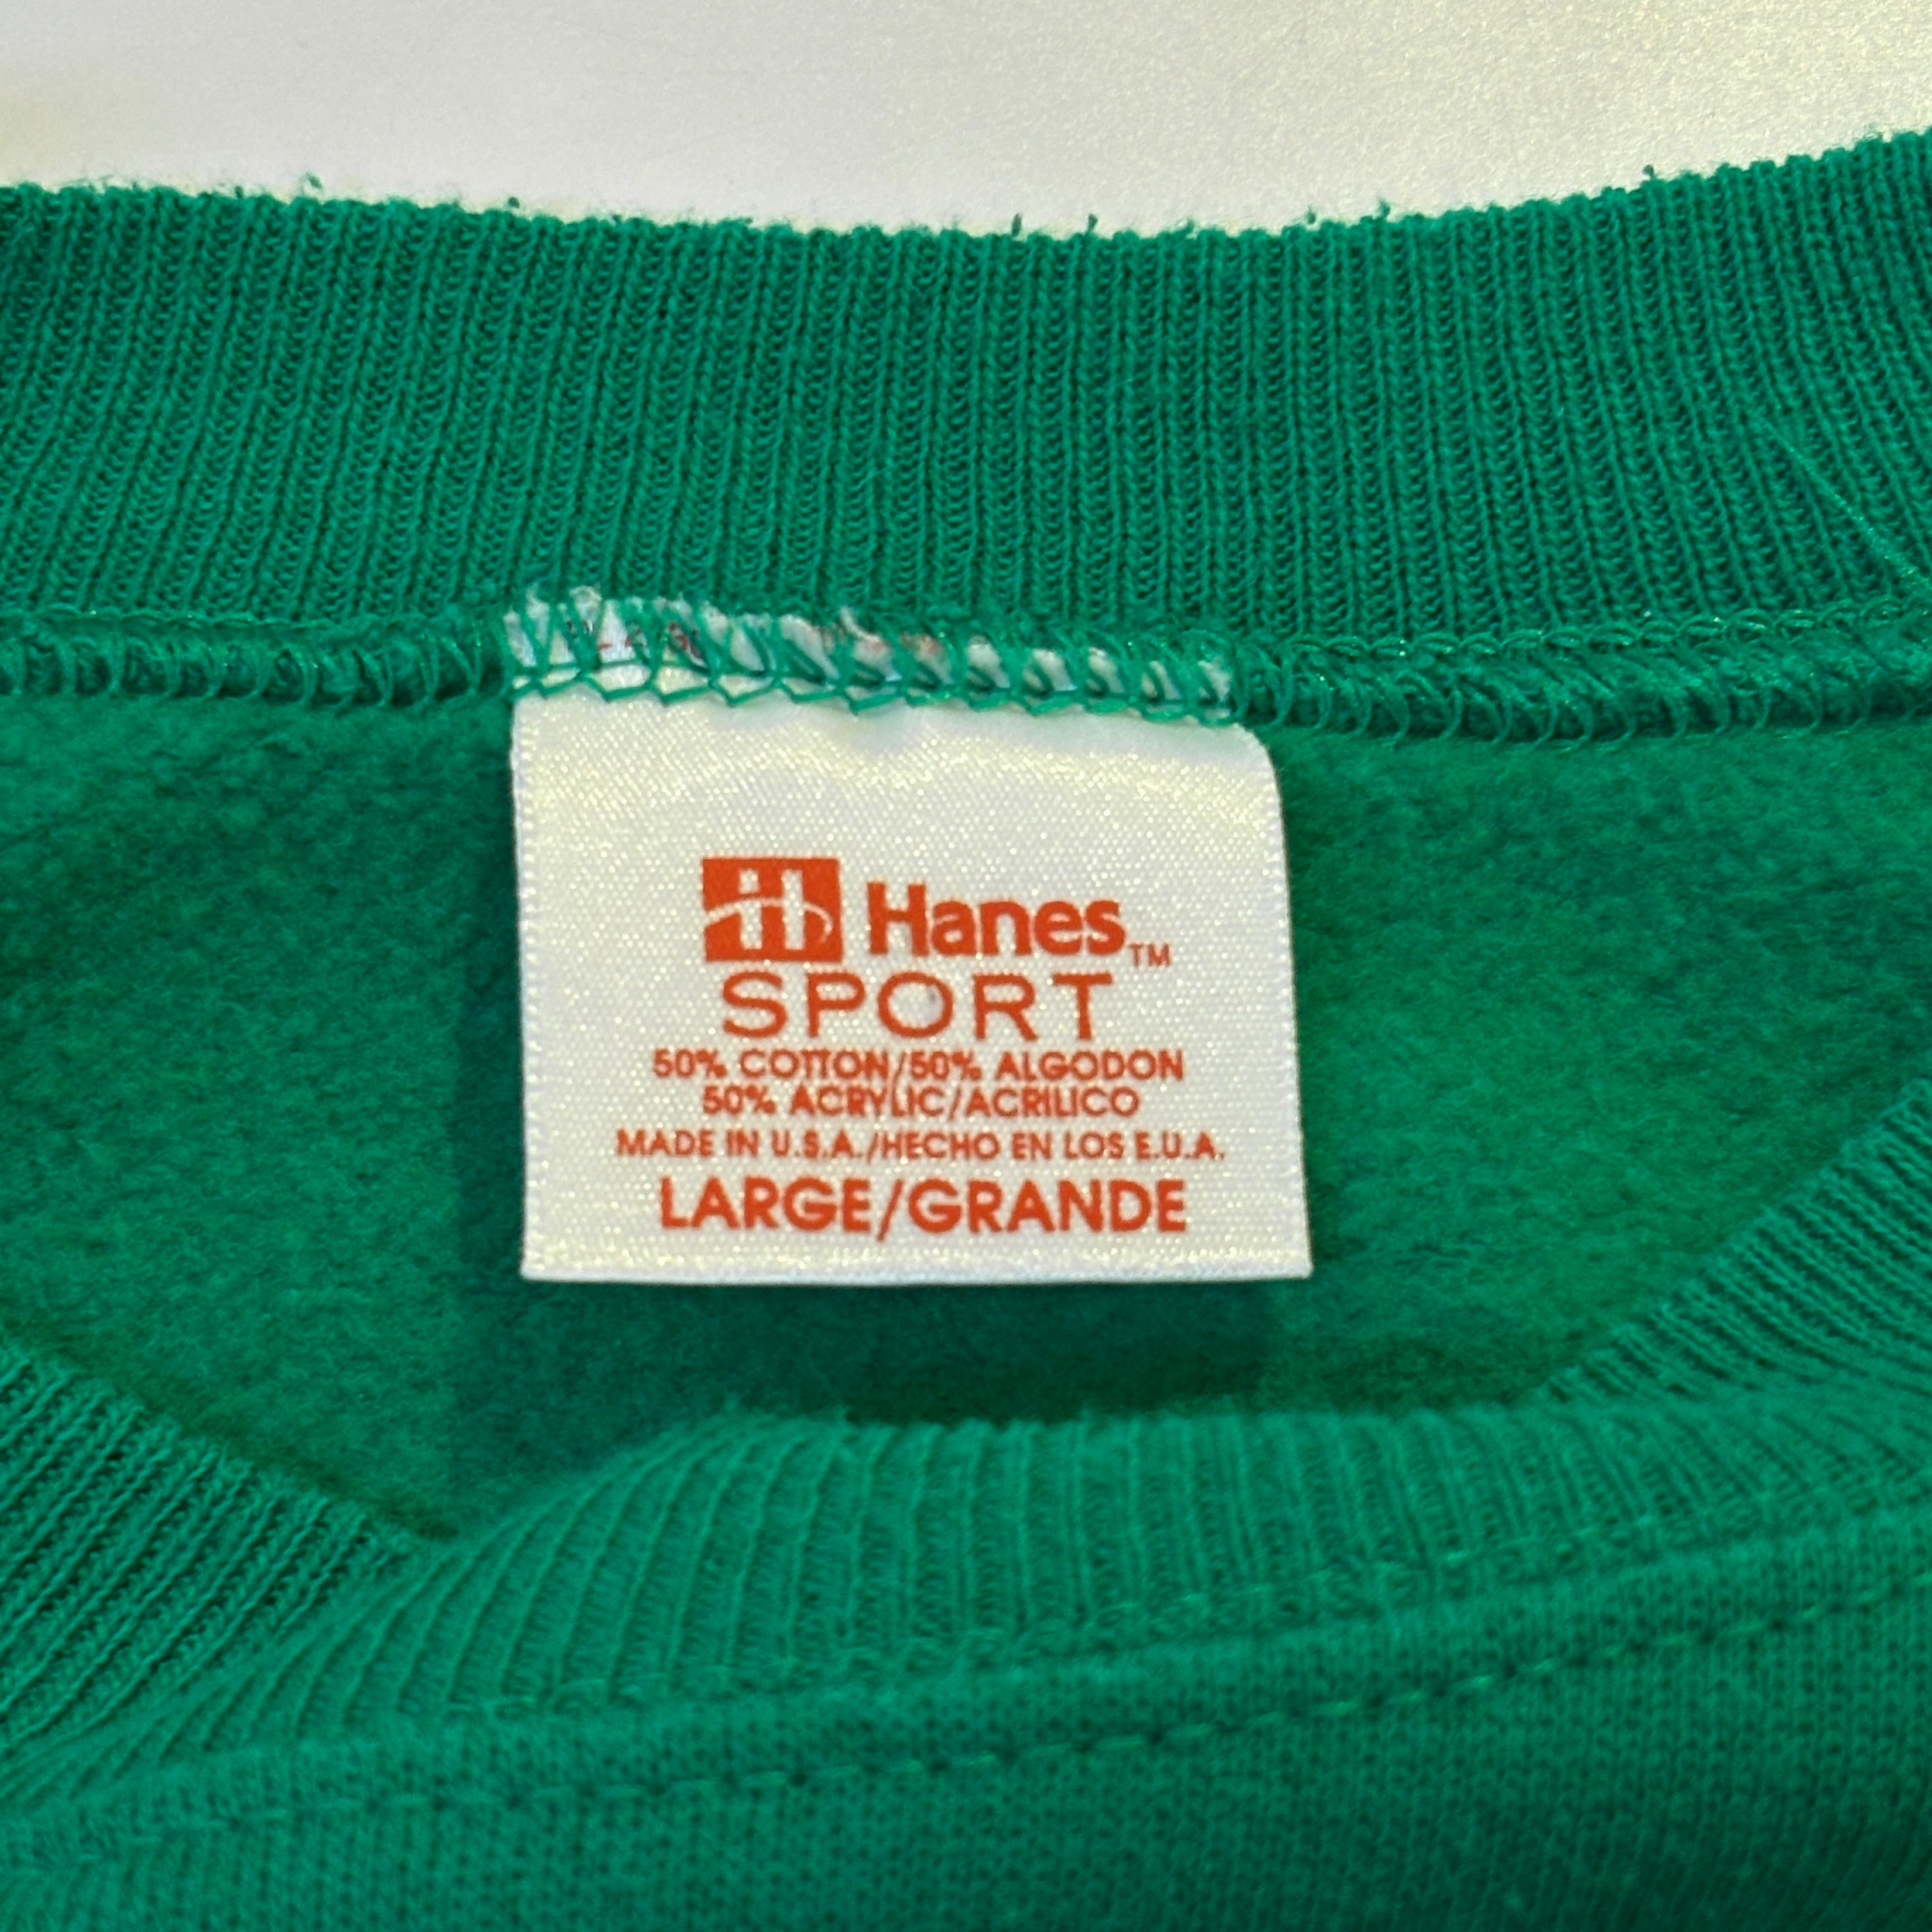 H Hanes™
SPORT
50% COTTON/50% ALGODON
50% ACRYLIC/ACRILICO
MADE IN U.S.A./HECHO EN LOS E.U.A.
LARGE/GRANDE